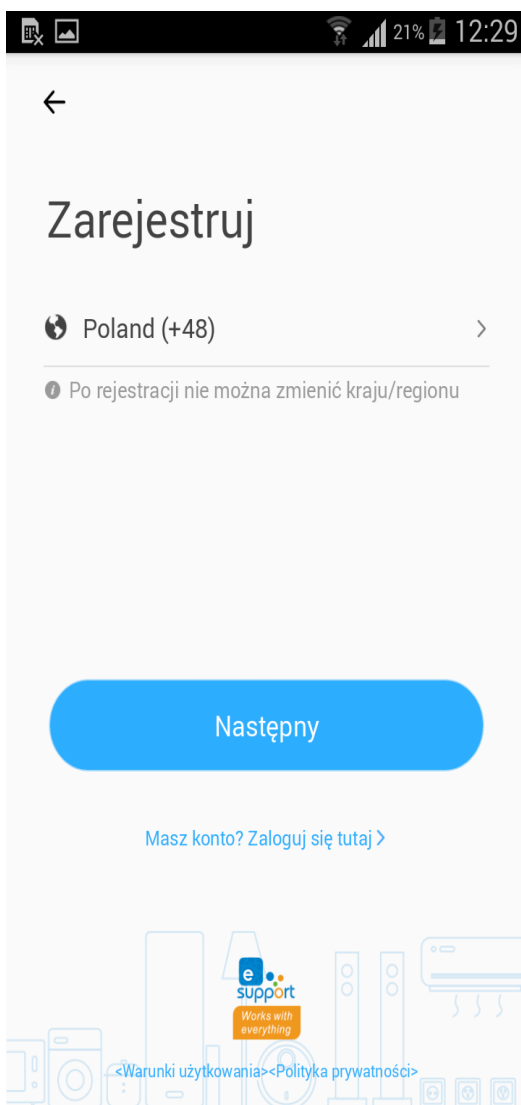 21% 12:29
Zarejestruj
Poland (+48)
Po rejestracji nie można zmienić kraju/regionu
Następny
Masz konto? Zaloguj się tutaj >
e
support
Works with
everything
<Warunki użytkowania><Polityka prywatności>